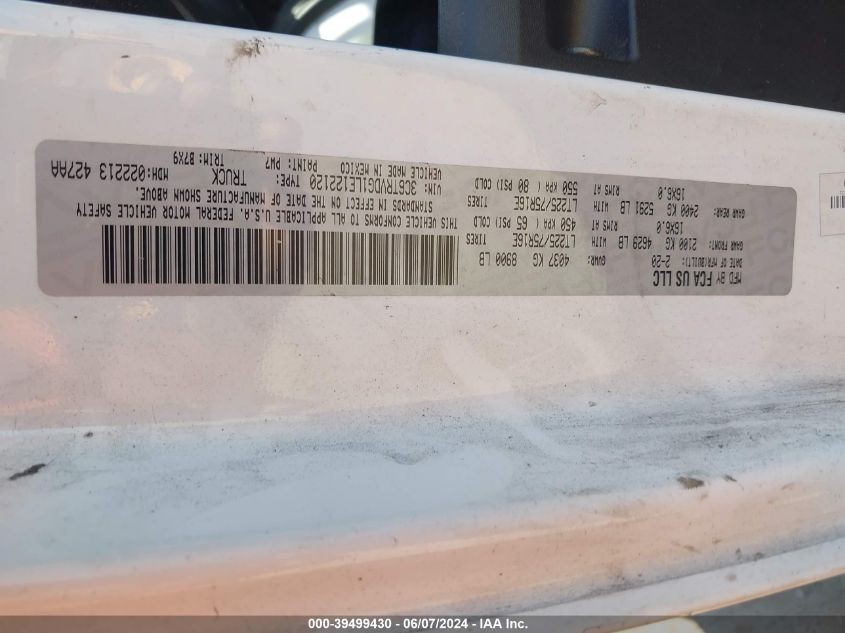 MFD BY FCA US LLC
DATE OF MFR(BUILT): 2-20 GVWR: 4037 KG 8900 LB
GAWR FRONT: 2100 KG 4629 LB WITH LT225/75R16E TIRES
16X6.0 RIMS AT 450 KPA ( 65 PSI) COLD
GAWR REAR: 2400 KG 5291 LB WITH LT225/75R16E TIRES
16X6.0 RIMS AT 550 KPA ( 80 PSI) COLD
THIS VEHICLE CONFORMS TO ALL APPLICABLE U.S.A. FEDERAL MOTOR VEHICLE SAFETY
STANDARDS IN EFFECT ON THE DATE OF MANUFACTURE SHOWN ABOVE.
VIN: 3C6TRVDG1LE122120 TYPE: TRUCK MDH:022213 427AA
VEHICLE MADE IN MEXICO PAINT: PW7 TRIM: B7X9
000-39499430 - 06/07/2024 - IAA Inc.